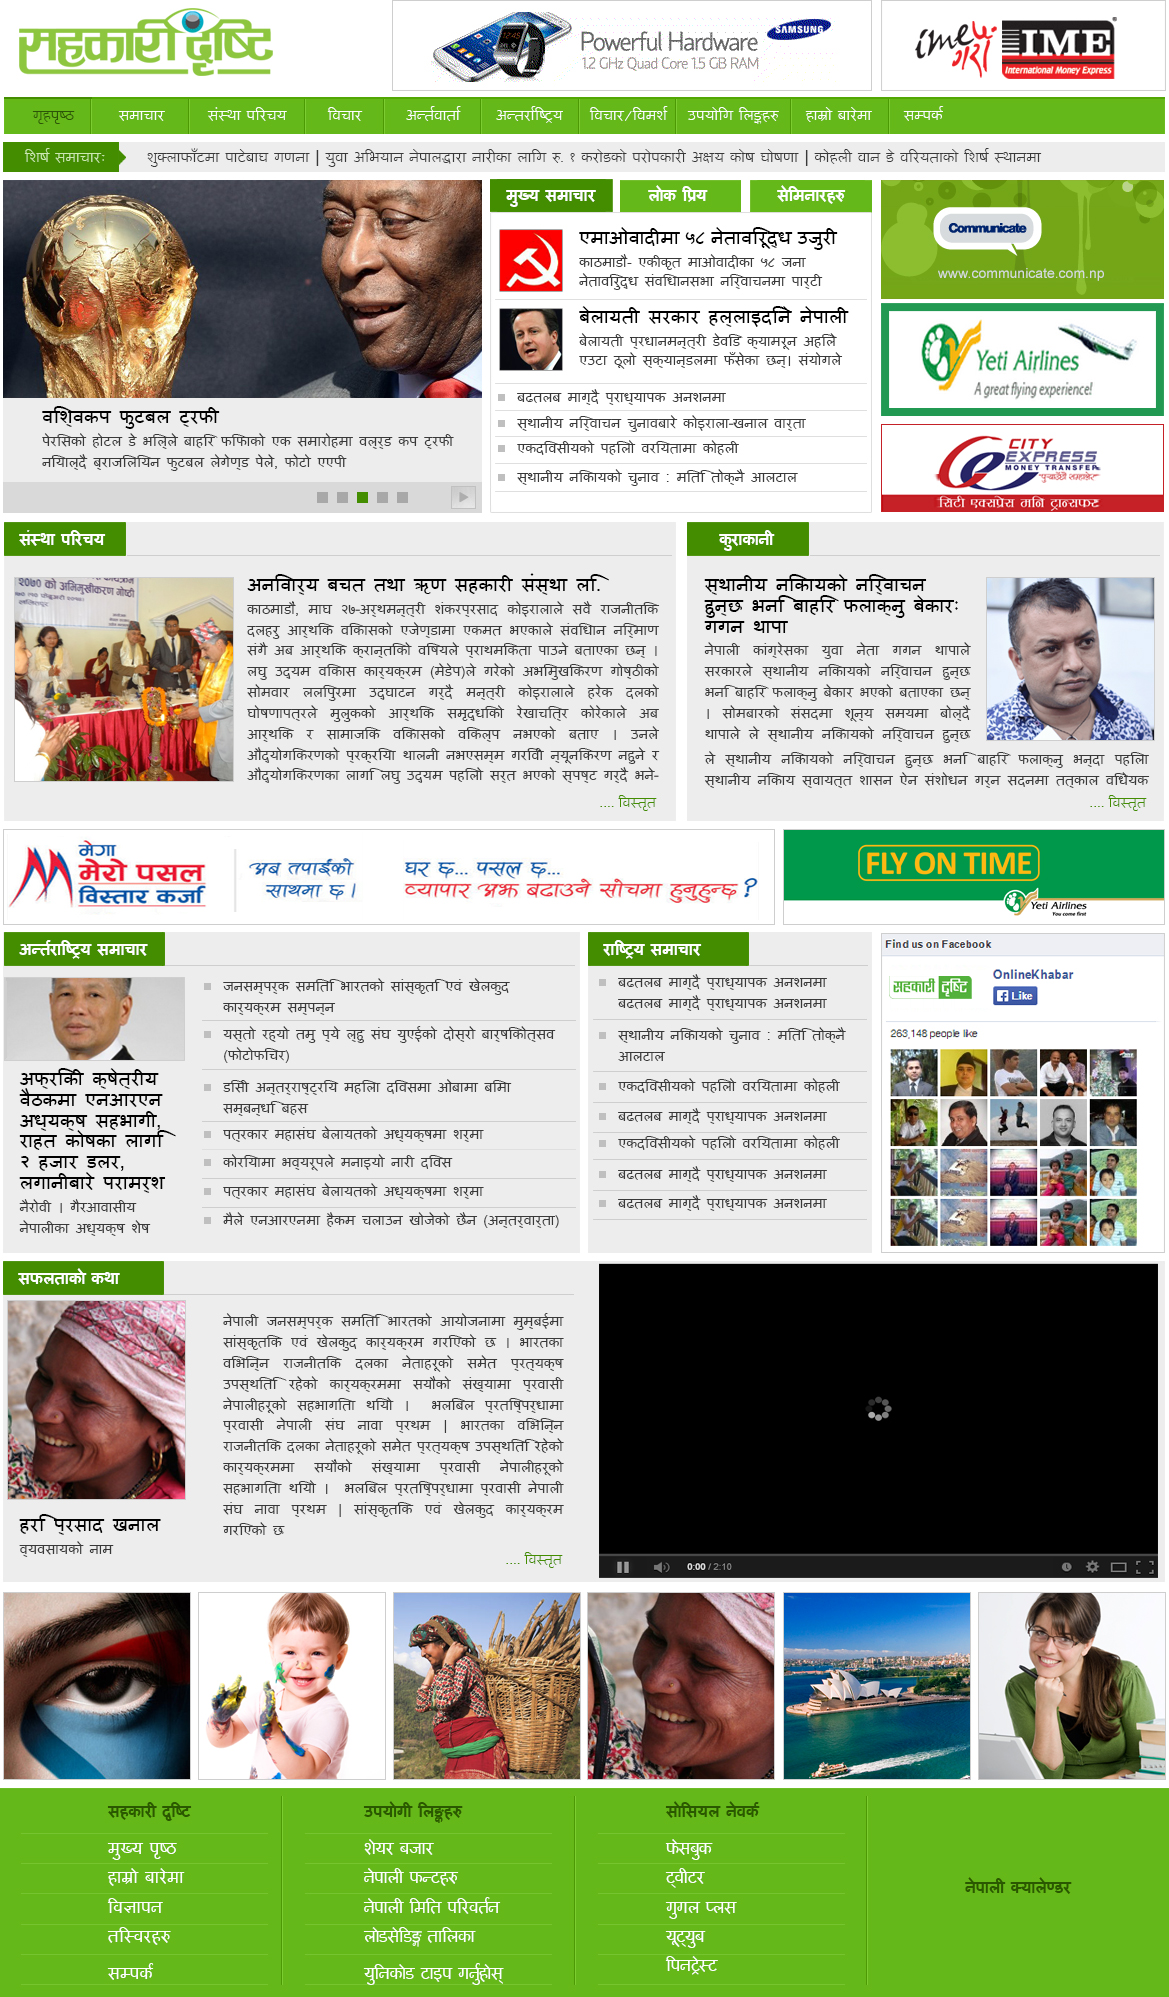 सहकारी दृष्टि
Powerful Hardware
1.2 GHz Quad Core 1.5 GB RAM
SAMSUNG
ime गरौं
IME
International Money Express
गृहपृष्ठ समाचार संस्था परिचय विचार अर्न्तवार्ता अन्तर्राष्ट्रिय विचार/विमर्श उपयोगि लिङ्कहरु हाम्रो बारेमा सम्पर्क
शिर्ष समाचारः
शुक्लाफाँटमा पाटेबाघ गणना | युवा अभियान नेपालद्वारा नारीका लागि रु. १ करोडको परोपकारी अक्षय कोष घोषणा | कोहली वान डे वरियताको शिर्ष स्थानमा
विश्वकप फुटबल ट्रफी
पेरिसको होटल डे भिल्ले बाहिर फिफाको एक समारोहमा वल्र्ड कप ट्रफी
नियाल्दै ब्राजिलियन फुटबल लेगेण्ड पेले, फोटो एएपी
मुख्य समाचार
लोक प्रिय
सेमिनारहरु
एमाओवादीमा ५८ नेताविरूद्ध उजुरी
काठमाडौ- एकीकृत माओवादीका ५८ जना
नेताविरुद्ध संविधानसभा निर्वाचनमा पार्टी
बेलायती सरकार हल्लाइदिने नेपाली
बेलायती प्रधानमन्त्री डेविड क्यामरून अहिले
एउटा ठूलो स्क्यान्डलमा फँसेका छन्। संयोगले
बढतलब माग्दै प्राध्यापक अनशनमा
स्थानीय निर्वाचन चुनावबारे कोइराला-खनाल वार्ता
एकदिवसीयको पहिलो वरियतामा कोहली
स्थानीय निकायको चुनाव : मिति तोक्नै आलटाल
Communicate
www.communicate.com.np
Yeti Airlines
A great flying experience!
CITY EXPRESS
MONEY TRANSFER
सिटी एक्सप्रेस मनि ट्रान्सफर
संस्था परिचय
२०७० को अभिमुखीकरण गोष्ठी
अनिवार्य बचत तथा ऋण सहकारी संस्था लि.
काठमाडौं, माघ २७-अर्थमन्त्री शंकरप्रसाद कोइरालाले सवै राजनीतिक
दलहरु आर्थिक विकासको एजेण्डामा एकमत भएकाले संविधान निर्माण
संगै अब आर्थिक क्रान्तिको विषयले प्राथमिकता पाउने बताएका छन् ।
लघु उद्यम विकास कार्यक्रम (मेडेप)ले गरेको अभिमुखिकरण गोष्ठीको
सोमवार ललितपुरमा उद्घाटन गर्दै मन्त्री कोइरालाले हरेक दलको
घोषणापत्रले मुलुकको आर्थिक समृद्धिको रेखाचित्र कोरेकाले अब
आर्थिक र सामाजिक विकासको विकल्प नभएको बताए । उनले
औद्योगिकरणको प्रक्रिया थालनी नभएसम्म गरिवी न्यूनिकरण नहुने र
औद्योगिकरणका लागि लघु उद्यम पहिलो सर्त भएको स्पष्ट गर्दै भने-
.... विस्तृत
कुराकानी
स्थानीय निकायको निर्वाचन
हुन्छ भनि बाहिर फलाक्नु बेकारः
गगन थापा
नेपाली कांग्रेसका युवा नेता गगन थापाले
सरकारले स्थानीय निकायको निर्वाचन हुन्छ
भनि बाहिर फलाक्नु बेकार भएको बताएका छन्
। सोमबारको संसदमा शून्य समयमा बोल्दै
थापाले ले स्थानीय निकायको निर्वाचन हुन्छ
ले स्थानीय निकायको निर्वाचन हुन्छ भनि बाहिर फलाक्नु भन्दा पहिला
स्थानीय निकाय स्वायत्त शासन ऐन संशोधन गर्न सदनमा तत्काल विधेयक
.... विस्तृत
मेगा
मेरो पसल
विस्तार कर्जा
अब तपाईंको
साथमा छ ।
घर छ... पसल छ...
व्यापार अझ बढाउने सोचमा हुनुहुन्छ ?
FLY ON TIME
Yeti Airlines
You come first
अर्न्तराष्ट्रिय समाचार
अफ्रिकी क्षेत्रीय
वैठकमा एनआरएन
अध्यक्ष सहभागी,
राहत कोषका लागि
२ हजार डलर,
लगानीबारे परामर्श
नैरोवी । गैरआवासीय
नेपालीका अध्यक्ष शेष
जनसम्पर्क समिति भारतको सांस्कृति एवं खेलकुद
कार्यक्रम सम्पन्न
यस्तो रह्यो तमु प्ये ल्हु संघ युएईको दोस्रो बार्षिकोत्सव
(फोटोफिचर)
डिसी अन्तर्राष्ट्रिय महिला दिवसमा ओबामा बिमा
सम्बन्धि बहस
पत्रकार महासंघ बेलायतको अध्यक्षमा शर्मा
कोरियामा भव्यरूपले मनाइयो नारी दिवस
पत्रकार महासंघ बेलायतको अध्यक्षमा शर्मा
मैले एनआरएनमा हैकम चलाउन खोजेको छैन (अन्तर्वार्ता)
राष्ट्रिय समाचार
बढतलब माग्दै प्राध्यापक अनशनमा
बढतलब माग्दै प्राध्यापक अनशनमा
स्थानीय निकायको चुनाव : मिति तोक्नै
आलटाल
एकदिवसीयको पहिलो वरियतामा कोहली
बढतलब माग्दै प्राध्यापक अनशनमा
एकदिवसीयको पहिलो वरियतामा कोहली
बढतलब माग्दै प्राध्यापक अनशनमा
बढतलब माग्दै प्राध्यापक अनशनमा
Find us on Facebook
सहकारी दृष्टि
OnlineKhabar
Like
263,148 people like
सफलताको कथा
हरि प्रसाद खनाल
व्यवसायको नाम
नेपाली जनसम्पर्क समिति भारतको आयोजनामा मुम्बईमा
सांस्कृतिक एवं खेलकुद कार्यक्रम गरिएको छ । भारतका
विभिन्न राजनीतिक दलका नेताहरूको समेत प्रत्यक्ष
उपस्थिति रहेको कार्यक्रममा सयौंको संख्यामा प्रवासी
नेपालीहरूको सहभागिता थियो । भलिबल प्रतिष्पर्धामा
प्रवासी नेपाली संघ नावा प्रथम | भारतका विभिन्न
राजनीतिक दलका नेताहरूको समेत प्रत्यक्ष उपस्थिति रहेको
कार्यक्रममा सयौंको संख्यामा प्रवासी नेपालीहरूको
सहभागिता थियो । भलिबल प्रतिष्पर्धामा प्रवासी नेपाली
संघ नावा प्रथम | सांस्कृतिक एवं खेलकुद कार्यक्रम
गरिएको छ
.... विस्तृत
0:00 / 2:10
सहकारी दृष्टि
मुख्य पृष्ठ
हाम्रो बारेमा
विज्ञापन
तस्विरहरु
सम्पर्क
उपयोगी लिङ्कहरु
शेयर बजार
नेपाली फन्टहरु
नेपाली मिति परिवर्तन
लोडसेडिङ्ग तालिका
युनिकोड टाइप गर्नुहोस्
सोसियल नेवर्क
फेसबुक
ट्वीटर
गुगल प्लस
यूट्युब
पिनट्रेस्ट
नेपाली क्यालेण्डर